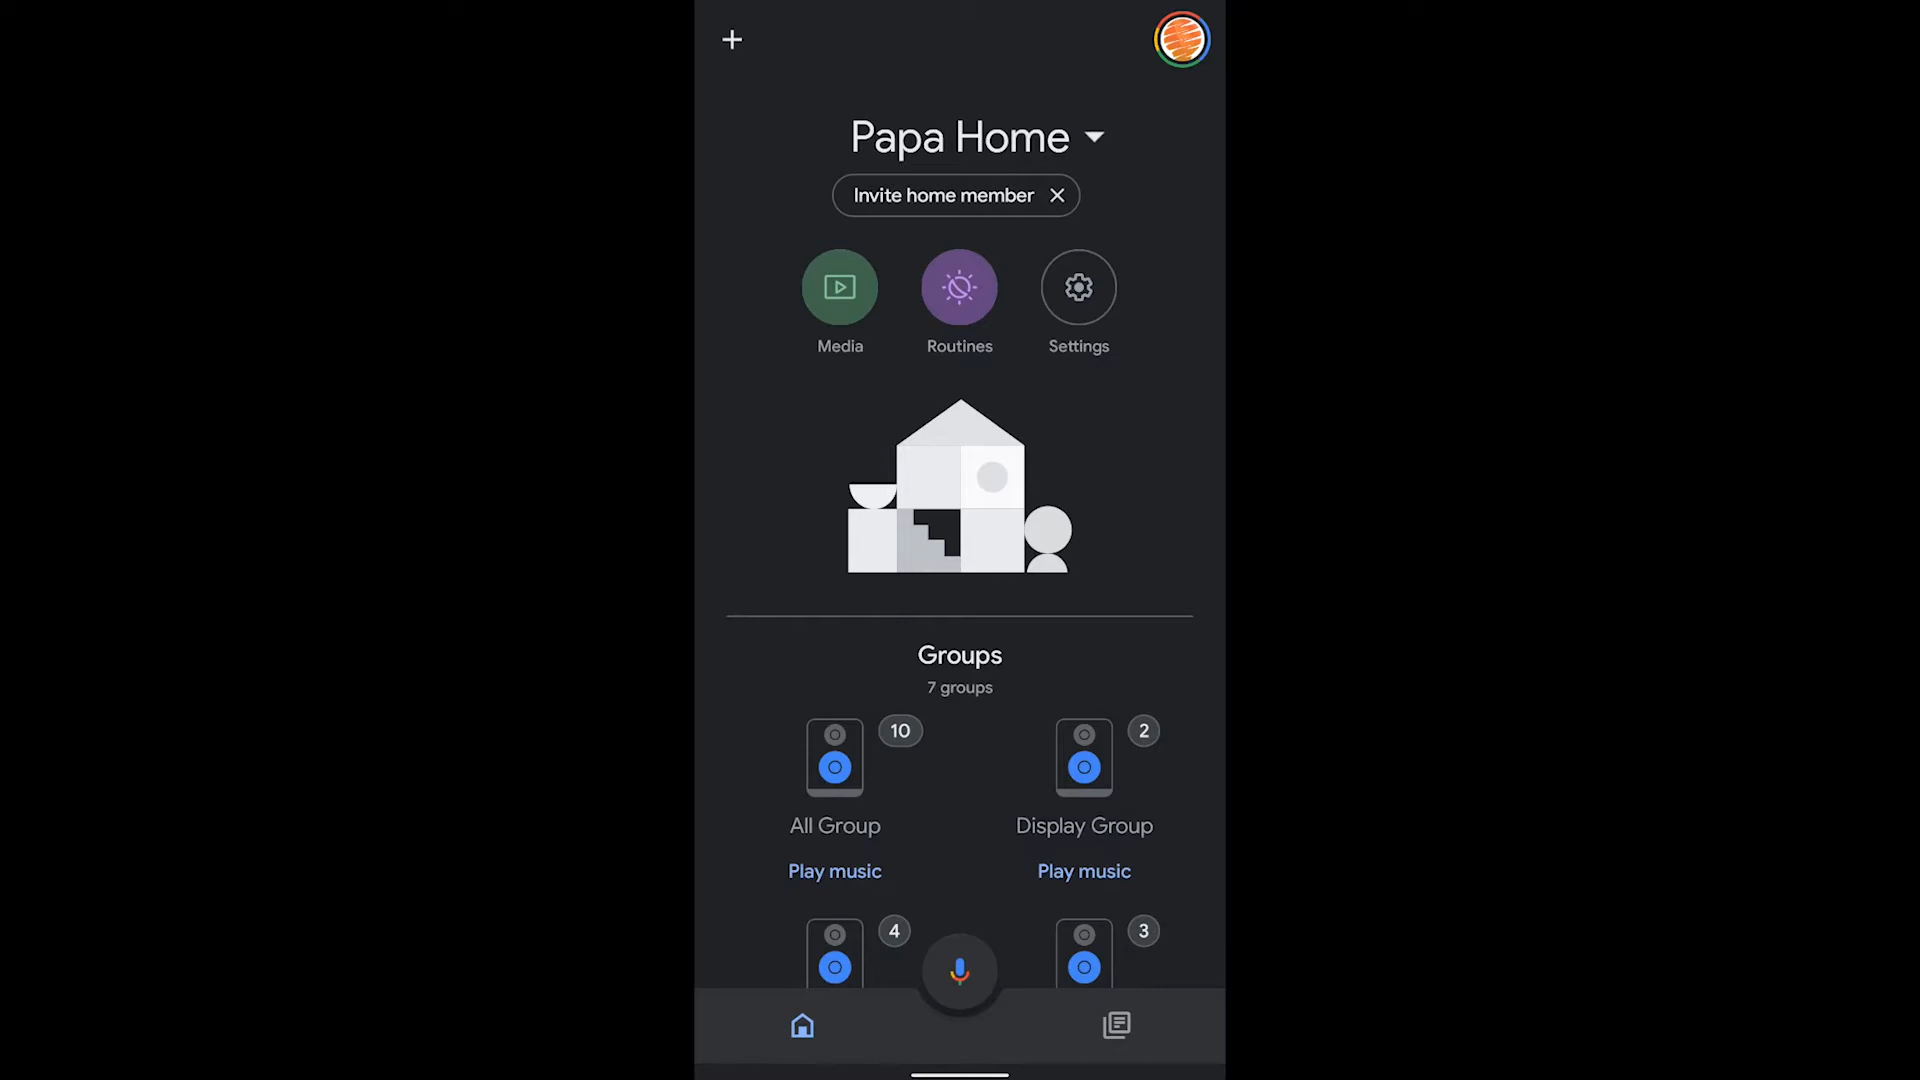 Papa Home
Invite home member
Media
Routines
Settings
Groups
7 groups
10
2
All Group
Display Group
Play music
Play music
4
3